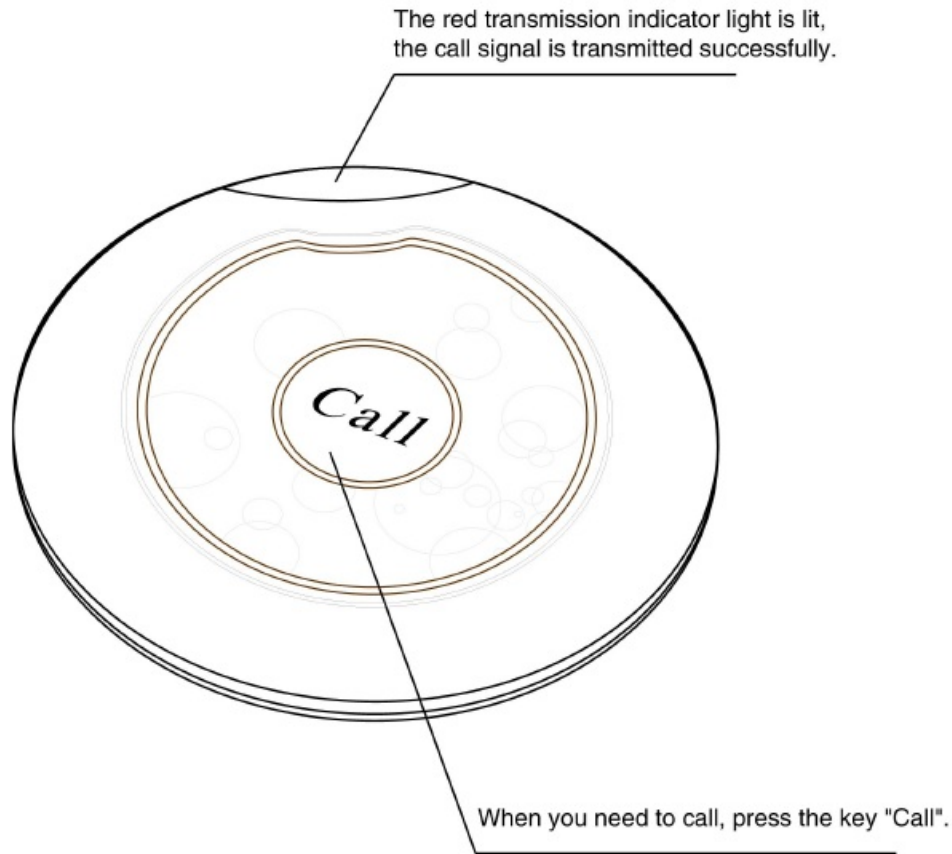 The red transmission indicator light is lit,
the call signal is transmitted successfully.
Call
When you need to call, press the key "Call".